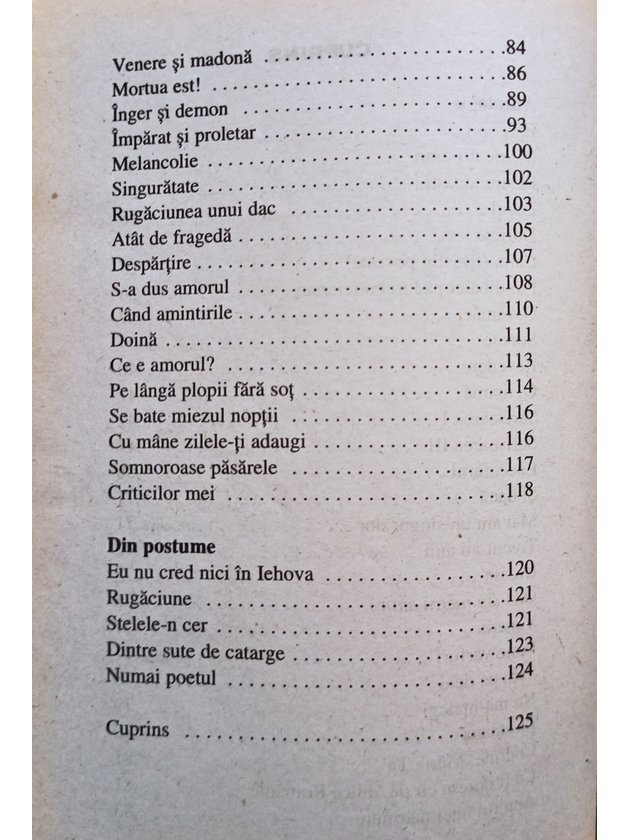 Venere și madonă . . . . . . . . . . . . . . . . . . . . . . . 84
Mortua est! . . . . . . . . . . . . . . . . . . . . . . . . . . . 86
Înger și demon . . . . . . . . . . . . . . . . . . . . . . . . 89
Împărat și proletar . . . . . . . . . . . . . . . . . . . . . . 93
Melancolie . . . . . . . . . . . . . . . . . . . . . . . . . . . 100
Singurătate . . . . . . . . . . . . . . . . . . . . . . . . . . . 102
Rugăciunea unui dac . . . . . . . . . . . . . . . . . . . 103
Atât de fragedă . . . . . . . . . . . . . . . . . . . . . . . . 105
Despărțire . . . . . . . . . . . . . . . . . . . . . . . . . . . . 107
S-a dus amorul . . . . . . . . . . . . . . . . . . . . . . . . 108
Când amintirile . . . . . . . . . . . . . . . . . . . . . . . . 110
Doină . . . . . . . . . . . . . . . . . . . . . . . . . . . . . . . 111
Ce e amorul? . . . . . . . . . . . . . . . . . . . . . . . . . . 113
Pe lângă plopii fără soț . . . . . . . . . . . . . . . . . . 114
Se bate miezul nopții . . . . . . . . . . . . . . . . . . . 116
Cu mâne zilele-ți adaugi . . . . . . . . . . . . . . . . . 116
Somnoroase păsărele . . . . . . . . . . . . . . . . . . . 117
Criticilor mei . . . . . . . . . . . . . . . . . . . . . . . . . 118
Din postume
Eu nu cred nici în Iehova . . . . . . . . . . . . . . . . 120
Rugăciune . . . . . . . . . . . . . . . . . . . . . . . . . . . 121
Stelele-n cer . . . . . . . . . . . . . . . . . . . . . . . . . . 121
Dintre sute de catarge . . . . . . . . . . . . . . . . . . . 123
Numai poetul . . . . . . . . . . . . . . . . . . . . . . . . . 124
Cuprins . . . . . . . . . . . . . . . . . . . . . . . . . . . . . 125